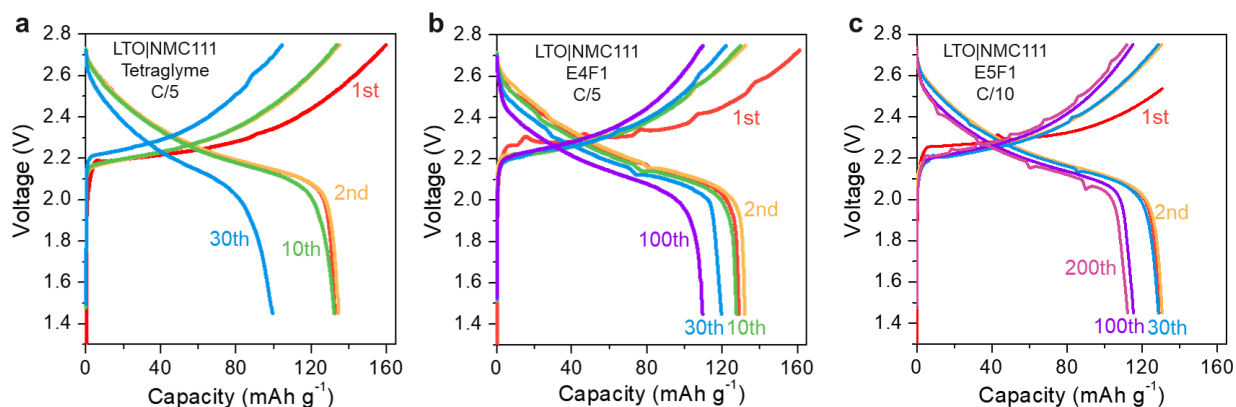 a
LTO|NMC111
Tetraglyme
C/5
1st
2nd
10th
30th
Voltage (V)
2.8
2.6
2.4
2.2
2.0
1.8
1.6
1.4
0 40 80 120 160
Capacity (mAh g⁻¹)
b
LTO|NMC111
E4F1
C/5
1st
2nd
100th
30th 10th
Voltage (V)
2.8
2.6
2.4
2.2
2.0
1.8
1.6
1.4
0 40 80 120 160
Capacity (mAh g⁻¹)
c
LTO|NMC111
E5F1
C/10
1st
2nd
200th
100th 30th
Voltage (V)
2.8
2.6
2.4
2.2
2.0
1.8
1.6
1.4
0 40 80 120 160
Capacity (mAh g⁻¹)